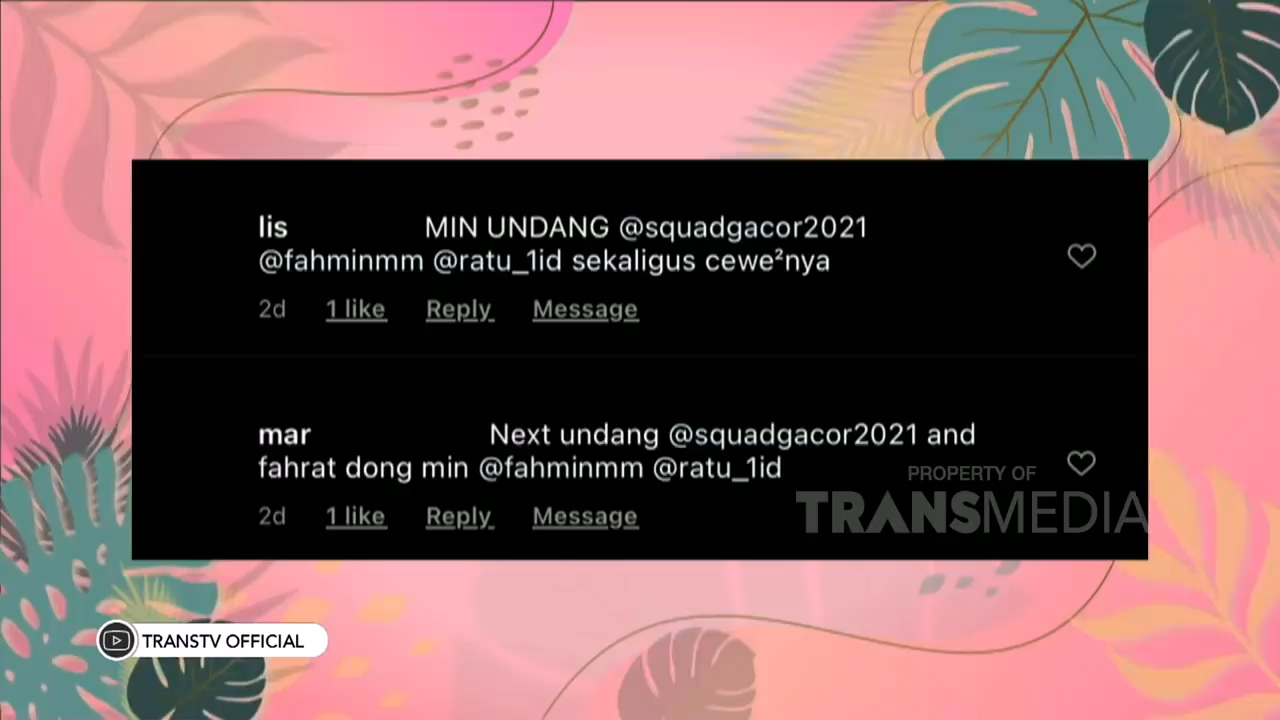 lis MIN UNDANG @squadgacor2021
@fahminmm @ratu_1id sekaligus cewe²nya
2d 1 like Reply Message
mar Next undang @squadgacor2021 and
fahrat dong min @fahminmm @ratu_1id
2d 1 like Reply Message
PROPERTY OF
TRANSMEDIA
TRANSTV OFFICIAL